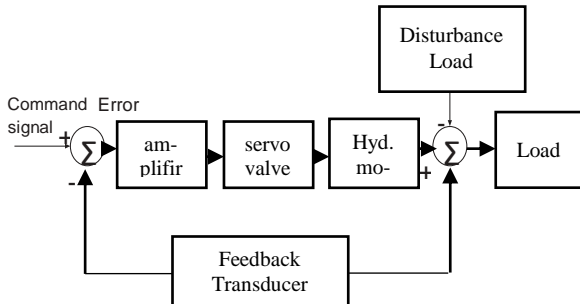 Disturbance
Load
Command Error
signal
+
Σ
-
am-
plifir
servo
valve
Hyd.
mo-
-
Σ
+
Load
Feedback
Transducer